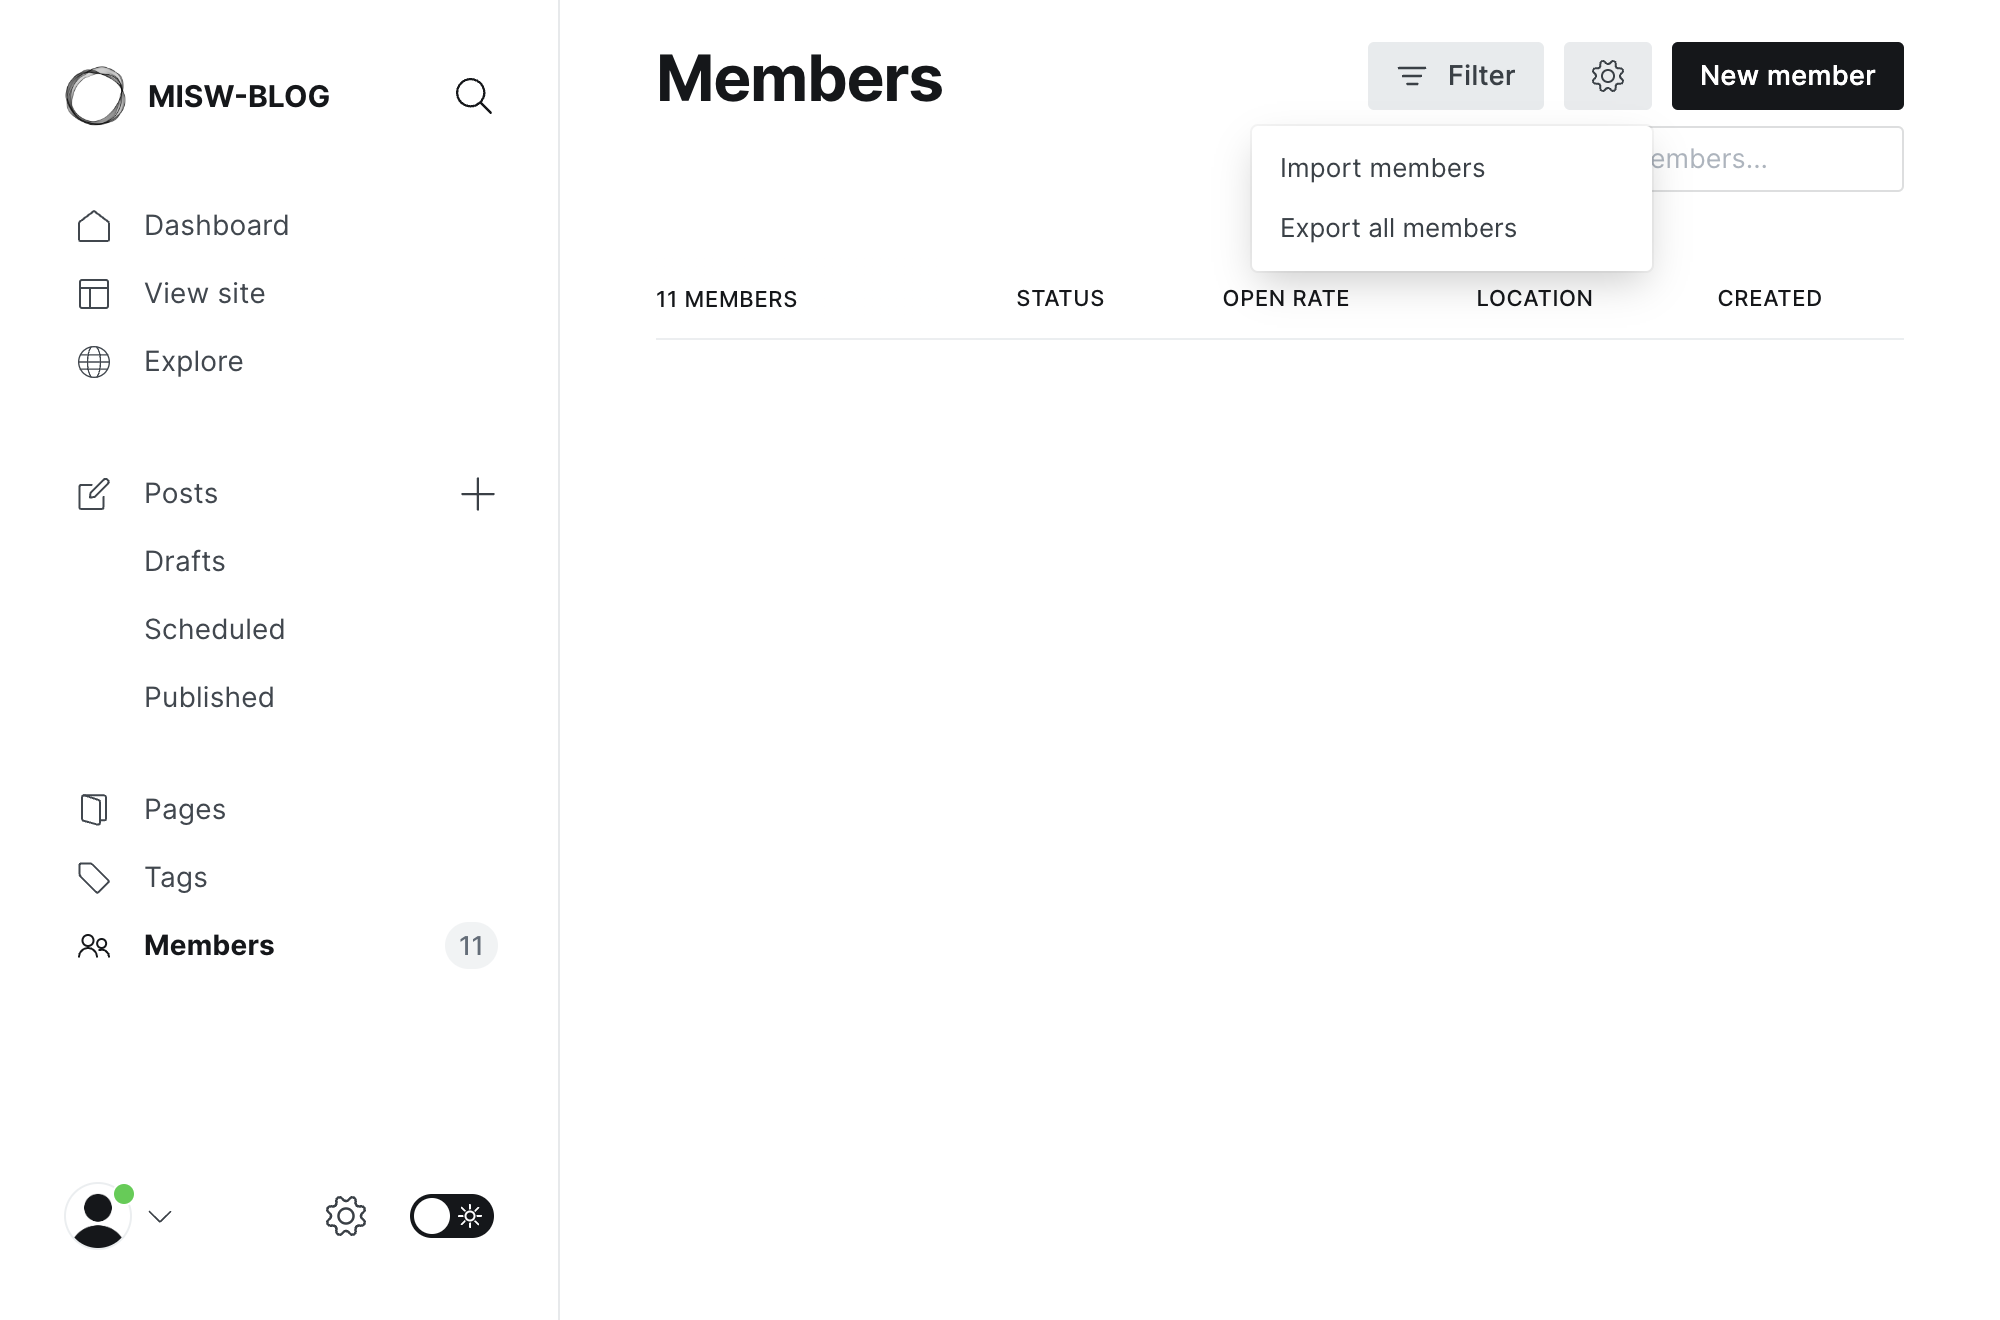 MISW-BLOG
Dashboard
View site
Explore
Posts
Drafts
Scheduled
Published
Pages
Tags
Members
11
Members
Filter
New member
Import members
Export all members
11 MEMBERS
STATUS
OPEN RATE
LOCATION
CREATED